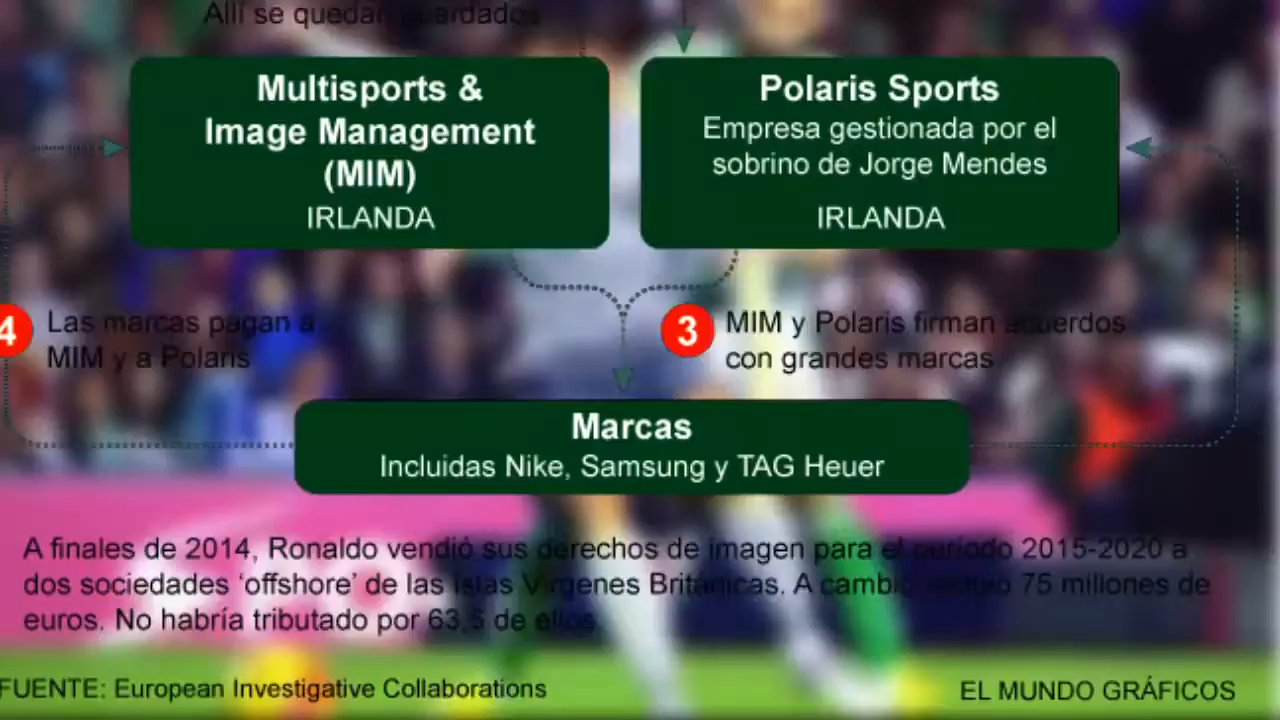 Allí se quedan guardados
Multisports &
Image Management
(MIM)
IRLANDA
Polaris Sports
Empresa gestionada por el
sobrino de Jorge Mendes
IRLANDA
4 Las marcas pagan a
MIM y a Polaris
3 MIM y Polaris firman acuerdos
con grandes marcas
Marcas
Incluidas Nike, Samsung y TAG Heuer
A finales de 2014, Ronaldo vendió sus derechos de imagen para el período 2015-2020 a
dos sociedades ‘offshore’ de las Islas Vírgenes Británicas. A cambio 75 millones de
euros. No habría tributado por 63,5 de ellos.
FUENTE: European Investigative Collaborations
EL MUNDO GRÁFICOS